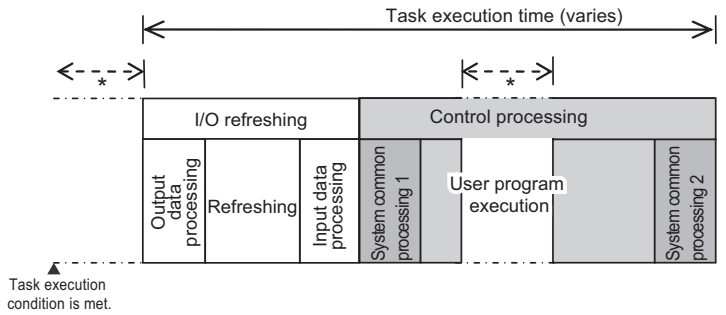 Task execution time (varies)
*
*
I/O refreshing
Control processing
Output
data
processing
Refreshing
Input data
processing
System common
processing 1
User program
execution
System common
processing 2
Task execution
condition is met.